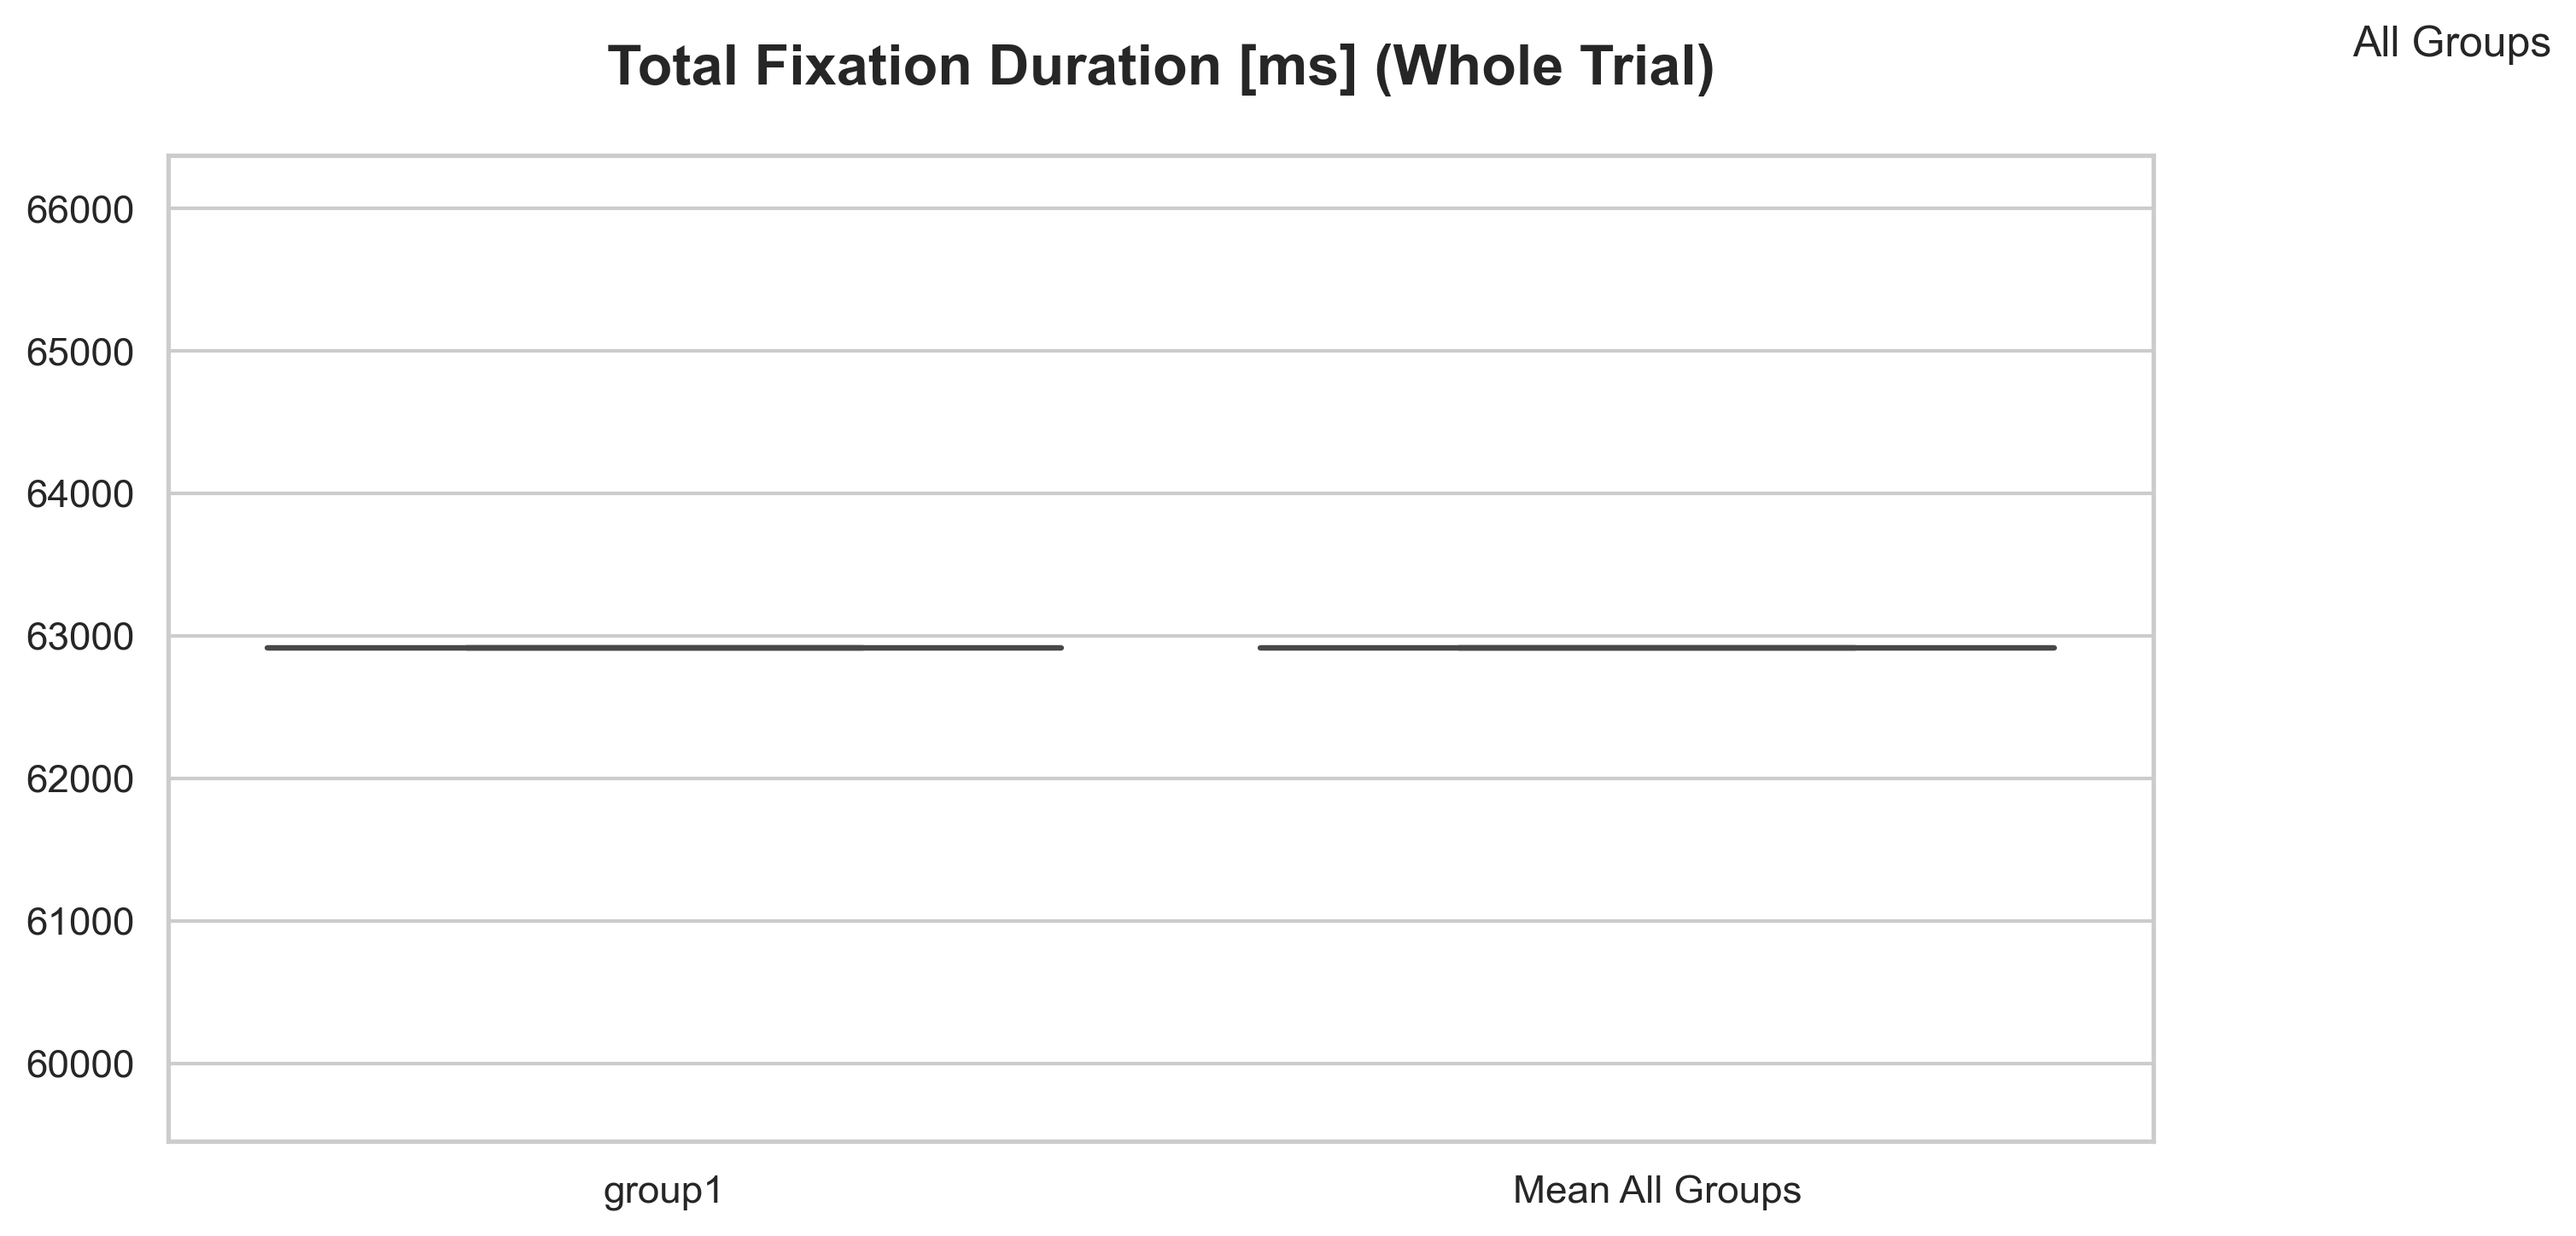 All Groups
Total Fixation Duration [ms] (Whole Trial)
66000
65000
64000
63000
62000
61000
60000
group1
Mean All Groups